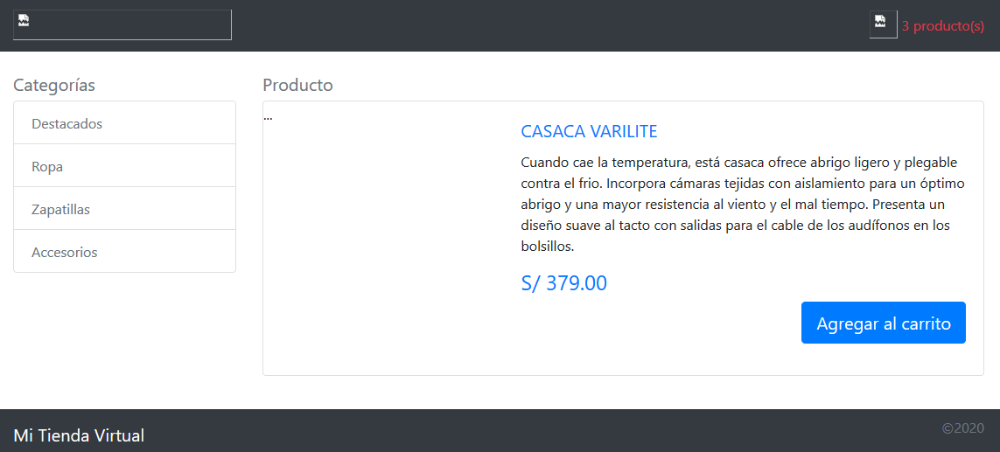 3 producto(s)
Categorías
Destacados
Ropa
Zapatillas
Accesorios
Producto
...
CASACA VARILITE
Cuando cae la temperatura, está casaca ofrece abrigo ligero y plegable
contra el frio. Incorpora cámaras tejidas con aislamiento para un óptimo
abrigo y una mayor resistencia al viento y el mal tiempo. Presenta un
diseño suave al tacto con salidas para el cable de los audífonos en los
bolsillos.
S/ 379.00
Agregar al carrito
Mi Tienda Virtual
©2020